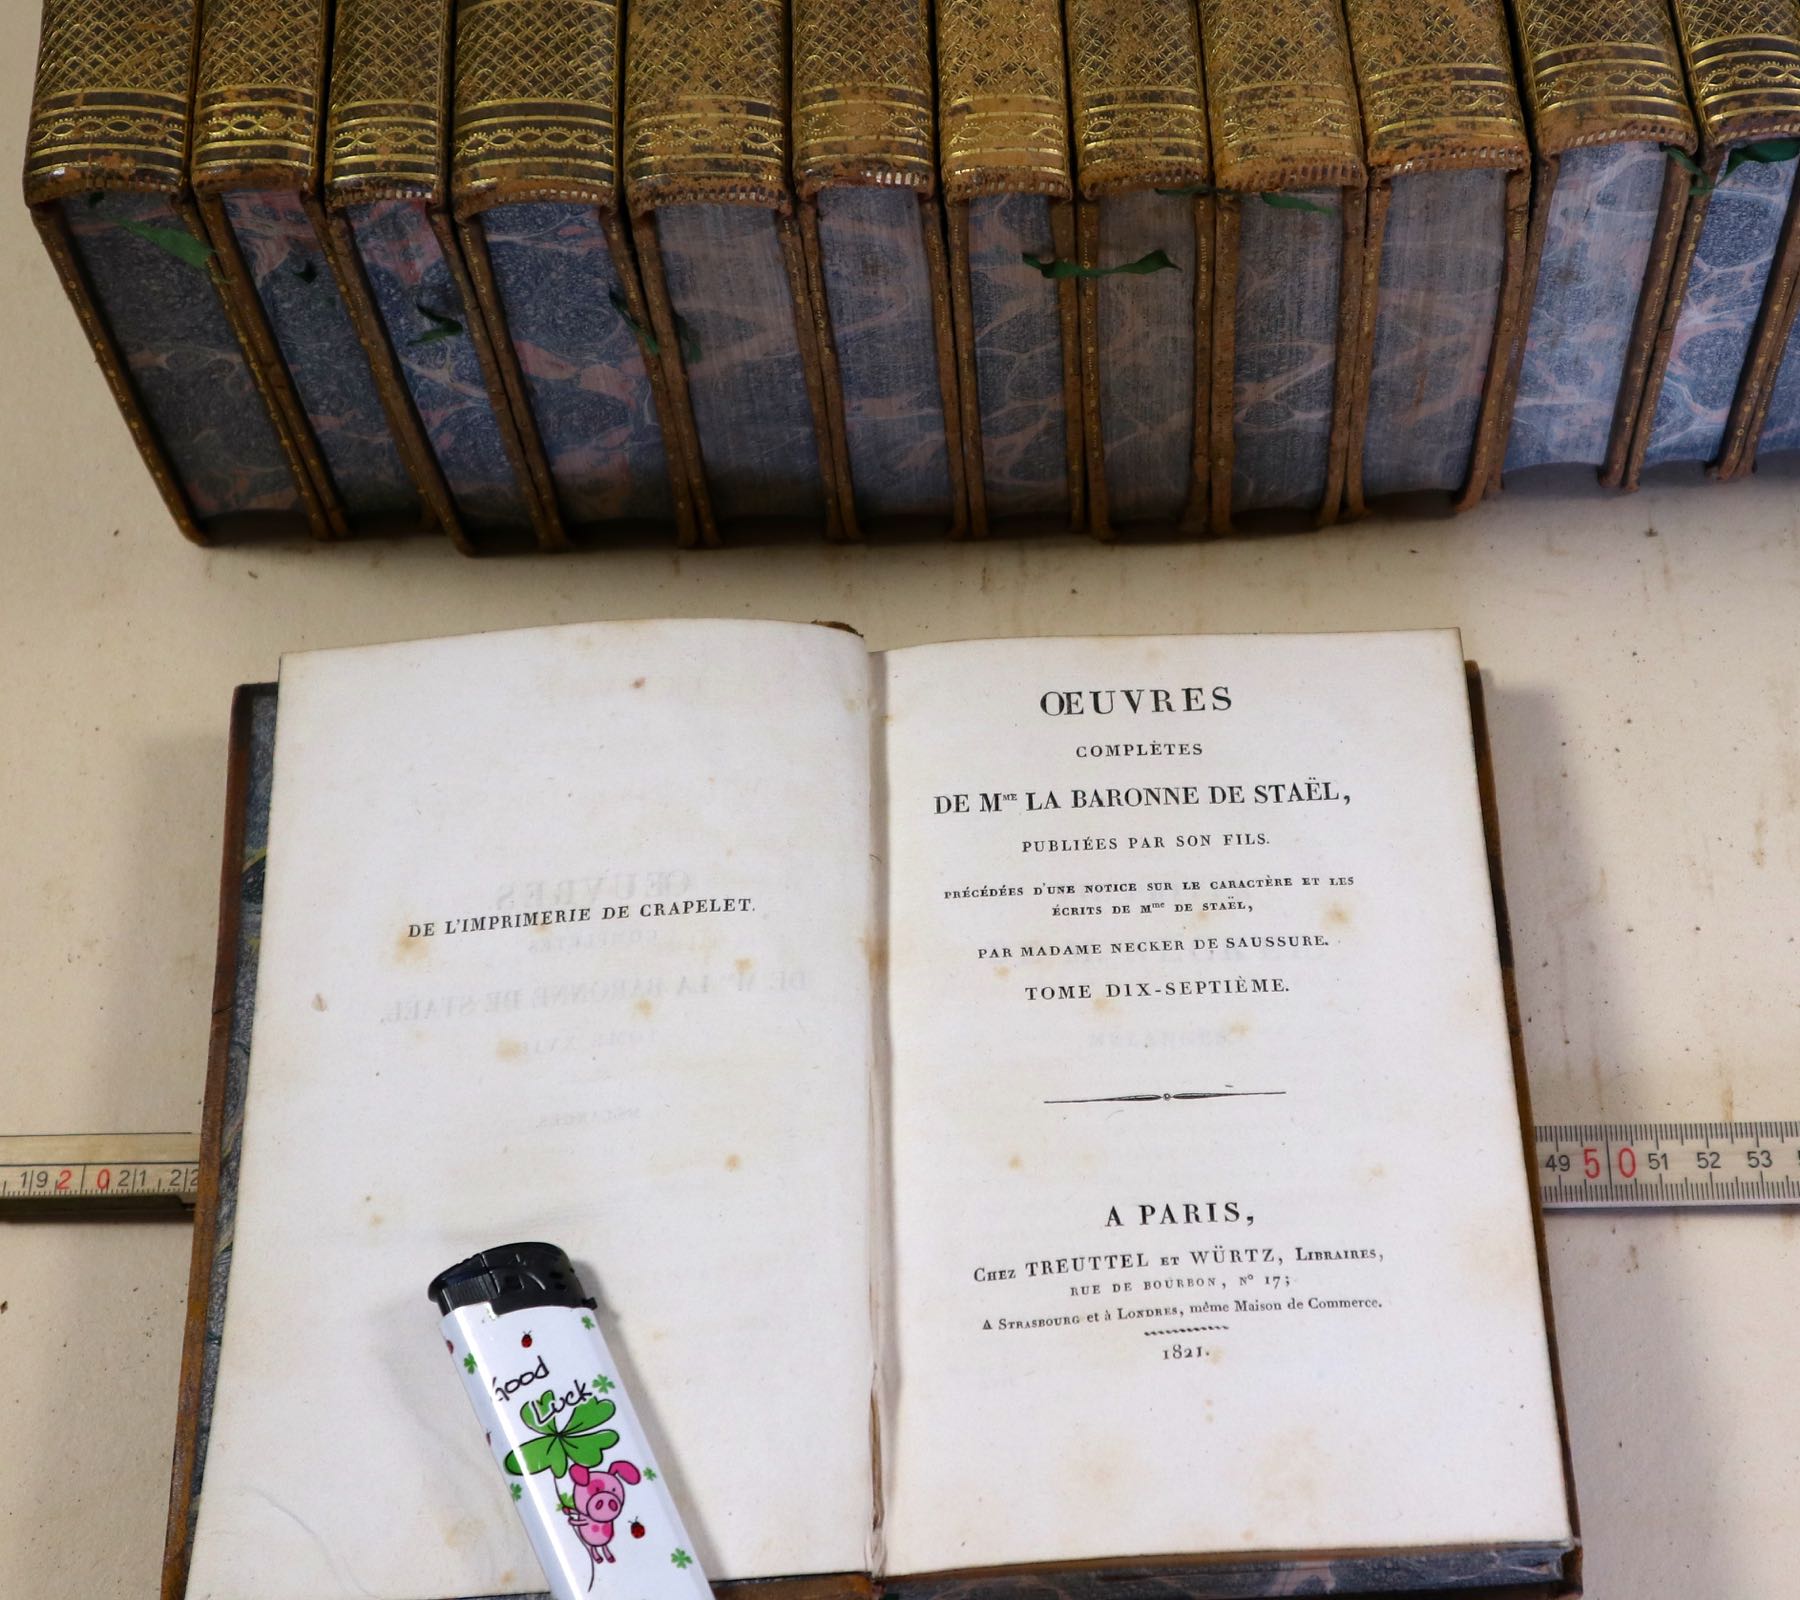 DE L'IMPRIMERIE DE CRAPELET.
ŒUVRES
COMPLÈTES
DE Mme LA BARONNE DE STAËL,
PUBLIÉES PAR SON FILS.
PRÉCÉDÉES D'UNE NOTICE SUR LE CARACTÈRE ET LES
ÉCRITS DE Mme DE STAËL,
PAR MADAME NECKER DE SAUSSURE.
TOME DIX-SEPTIÈME.
A PARIS,
Chez TREUTTEL et WÜRTZ, Libraires,
RUE DE BOURBON, N° 17;
A Strasbourg et à Londres, même Maison de Commerce.
1821.
Good
Luck
19 20 21 22
49 50 51 52 53